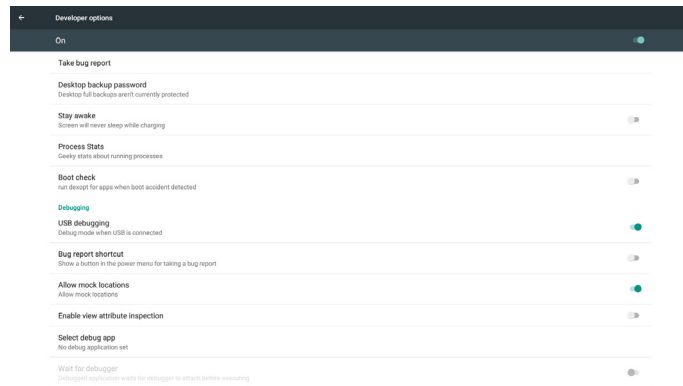 Developer options
On
Take bug report
Desktop backup password
Desktop full backups aren't currently protected
Stay awake
Screen will never sleep while charging
Process Stats
Geeky stats about running processes
Boot check
run dexopt for apps when boot accident detected
Debugging
USB debugging
Debug mode when USB is connected
Bug report shortcut
Show a button in the power menu for taking a bug report
Allow mock locations
Allow mock locations
Enable view attribute inspection
Select debug app
No debug application set
Wait for debugger
Debugged application waits for debugger to attach before executing